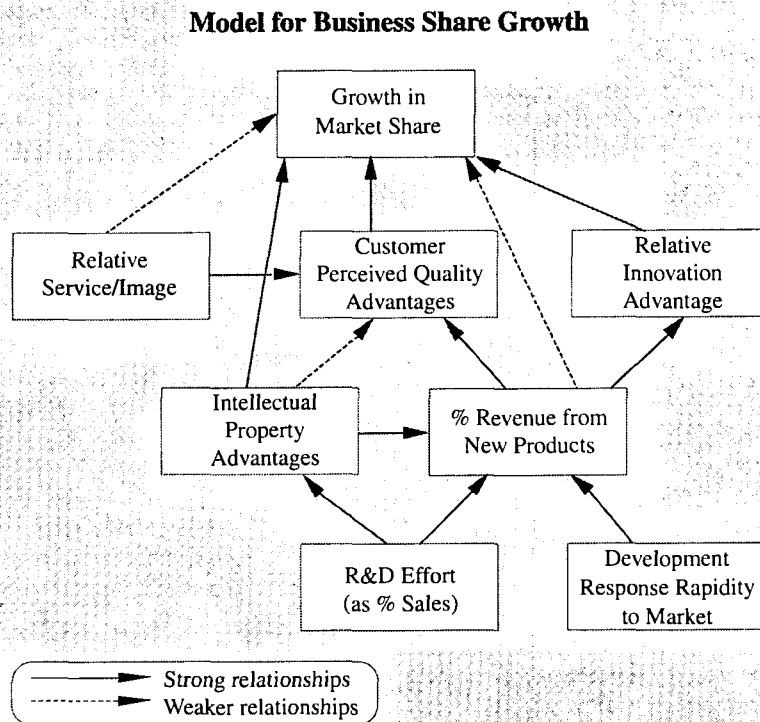 Model for Business Share Growth
Growth in
Market Share
Relative
Service/Image
Customer
Perceived Quality
Advantages
Relative
Innovation
Advantage
Intellectual
Property
Advantages
% Revenue from
New Products
R&D Effort
(as % Sales)
Development
Response Rapidity
to Market
Strong relationships
Weaker relationships